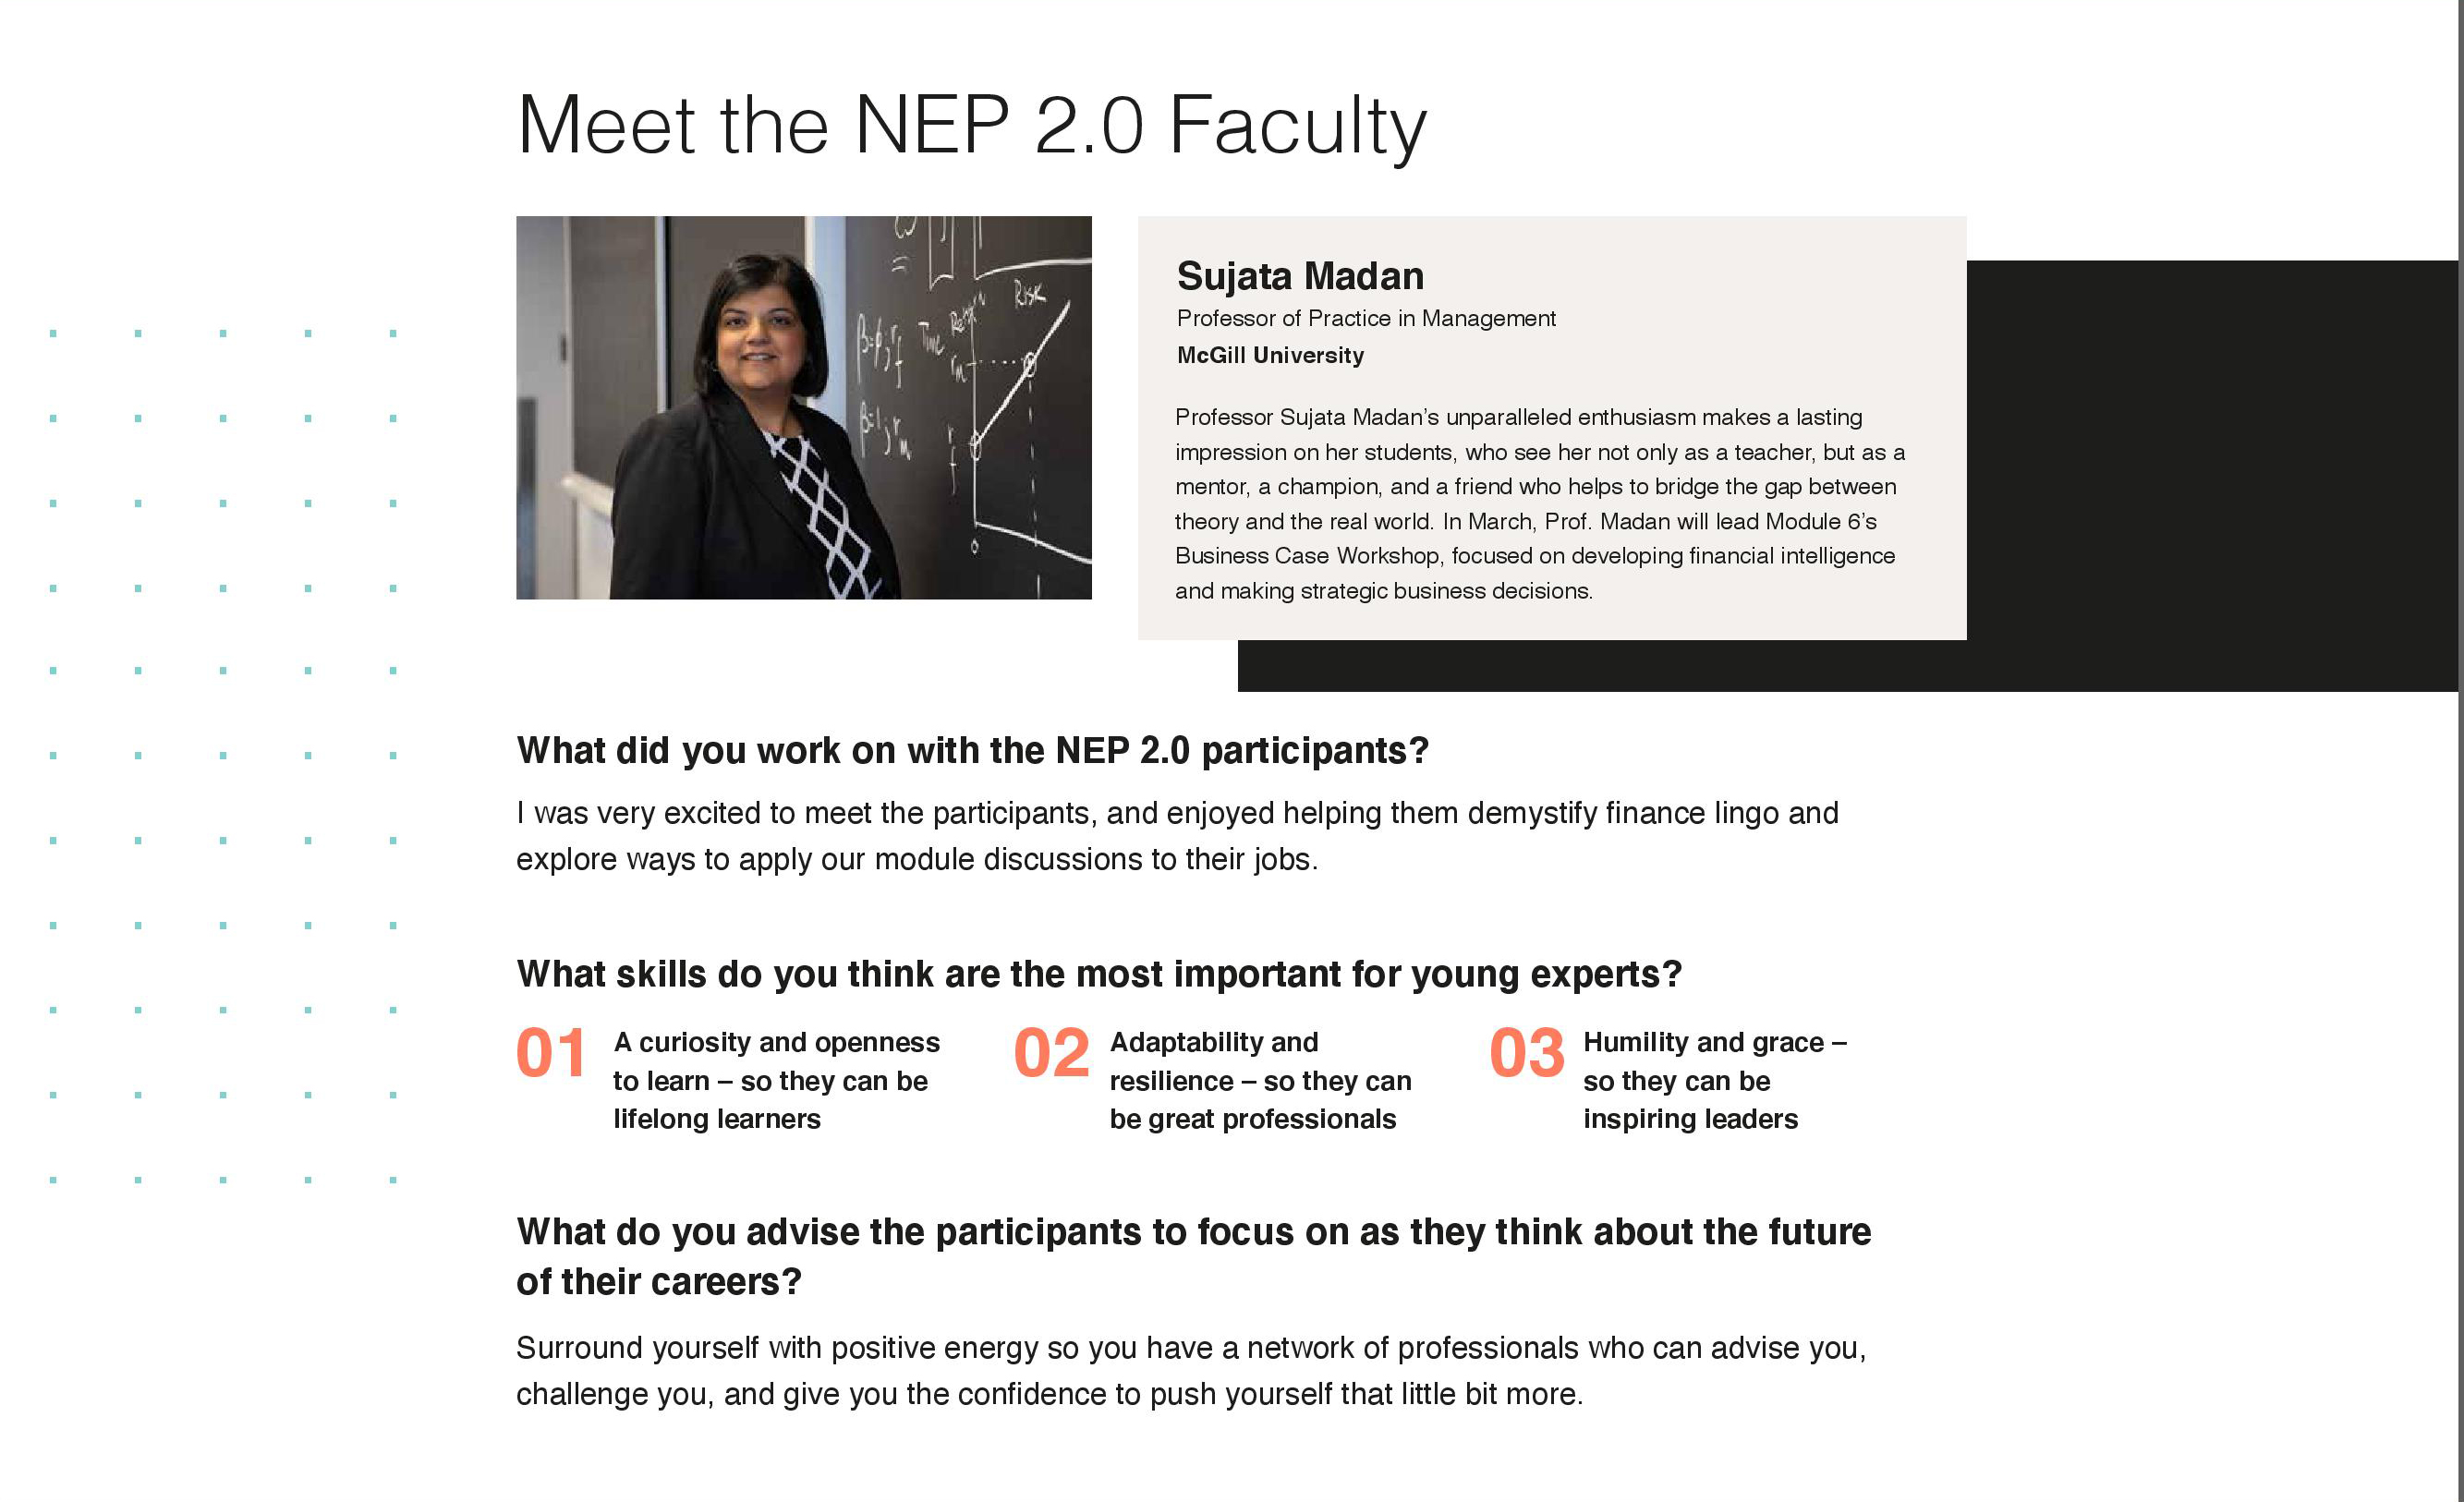 Meet the NEP 2.0 Faculty
Risk
Return
Time
β=0; r f
r m
β=1; r m
r f
0
Sujata Madan
Professor of Practice in Management
McGill University
Professor Sujata Madan’s unparalleled enthusiasm makes a lasting
impression on her students, who see her not only as a teacher, but as a
mentor, a champion, and a friend who helps to bridge the gap between
theory and the real world. In March, Prof. Madan will lead Module 6’s
Business Case Workshop, focused on developing financial intelligence
and making strategic business decisions.
What did you work on with the NEP 2.0 participants?
I was very excited to meet the participants, and enjoyed helping them demystify finance lingo and
explore ways to apply our module discussions to their jobs.
What skills do you think are the most important for young experts?
01 A curiosity and openness
to learn – so they can be
lifelong learners
02 Adaptability and
resilience – so they can
be great professionals
03 Humility and grace –
so they can be
inspiring leaders
What do you advise the participants to focus on as they think about the future
of their careers?
Surround yourself with positive energy so you have a network of professionals who can advise you,
challenge you, and give you the confidence to push yourself that little bit more.